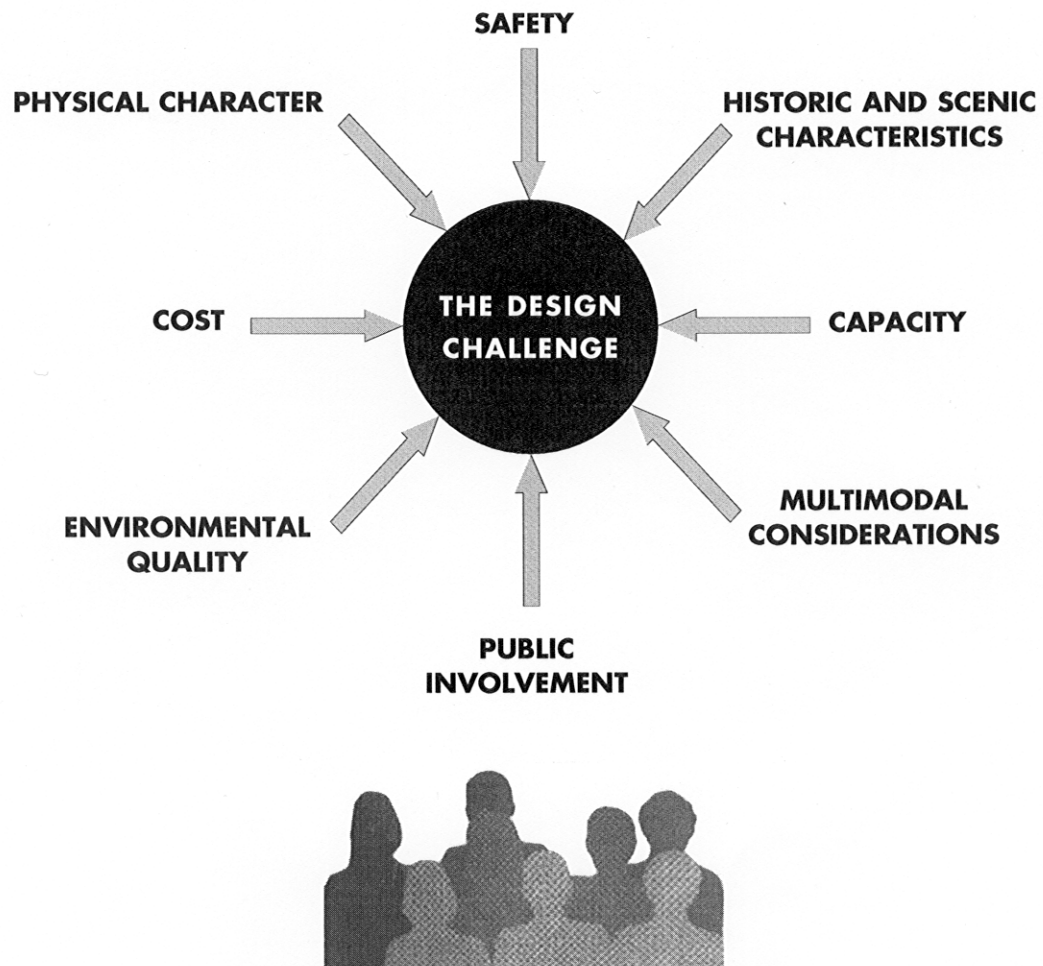 SAFETY
PHYSICAL CHARACTER
HISTORIC AND SCENIC
CHARACTERISTICS
THE DESIGN
CHALLENGE
COST
CAPACITY
ENVIRONMENTAL
QUALITY
MULTIMODAL
CONSIDERATIONS
PUBLIC
INVOLVEMENT